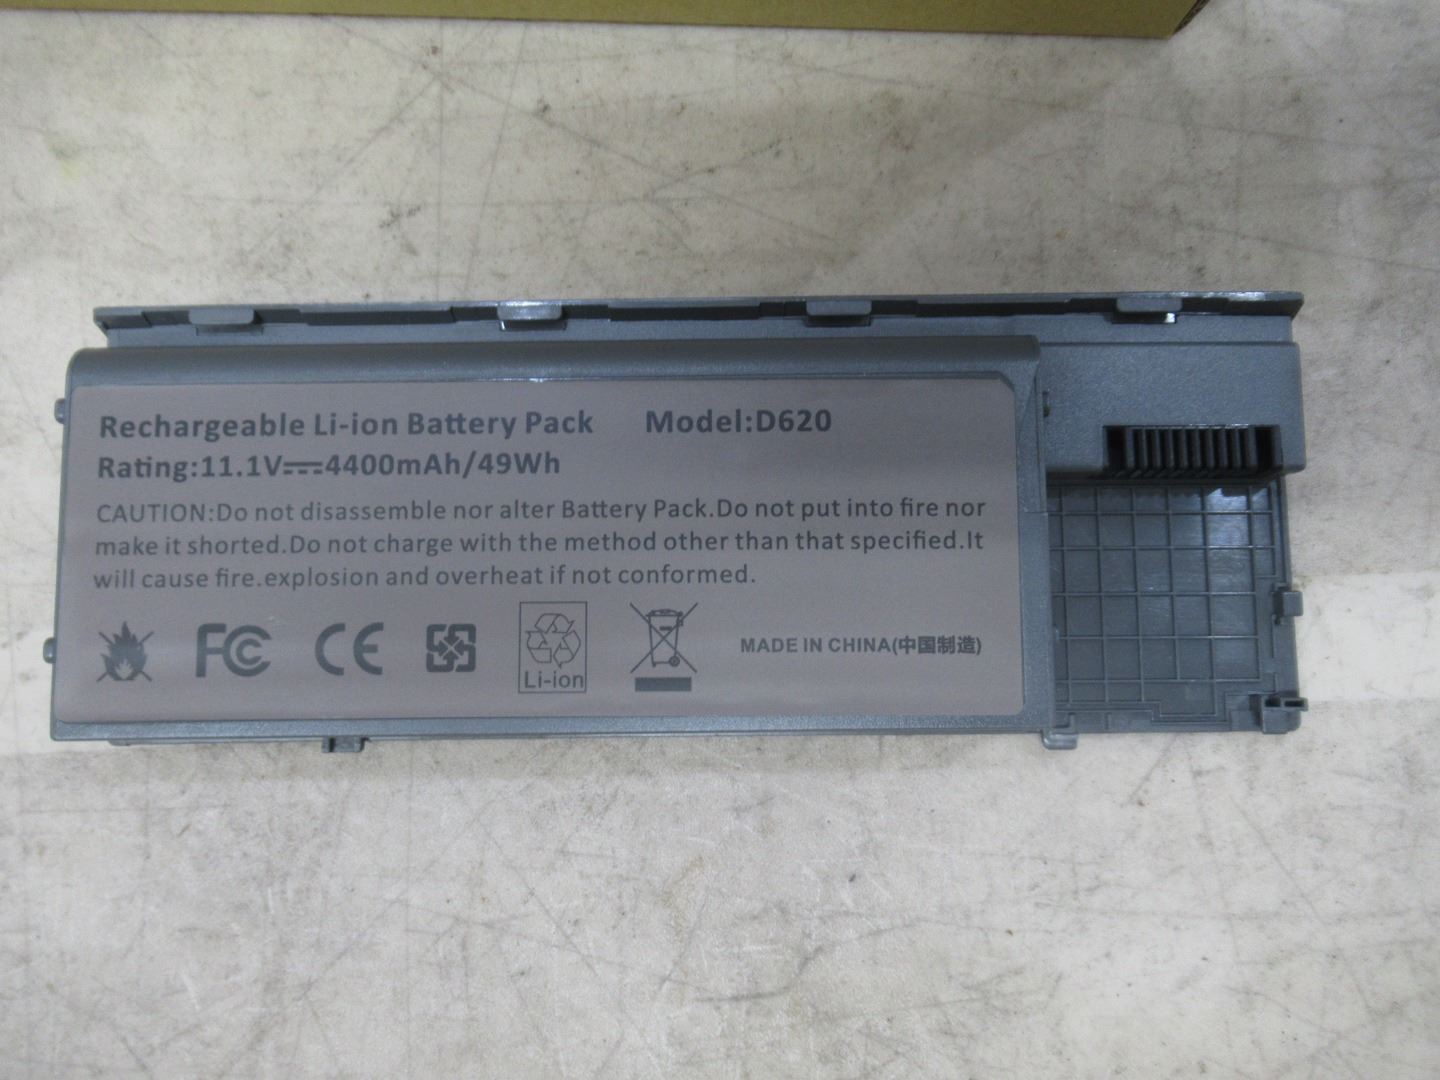 Rechargeable Li-ion Battery Pack Model:D620
Rating:11.1V⎓4400mAh/49Wh
CAUTION:Do not disassemble nor alter Battery Pack.Do not put into fire nor
make it shorted.Do not charge with the method other than that specified.It
will cause fire.explosion and overheat if not conformed.
FC CE
Li-ion
MADE IN CHINA(中国制造)